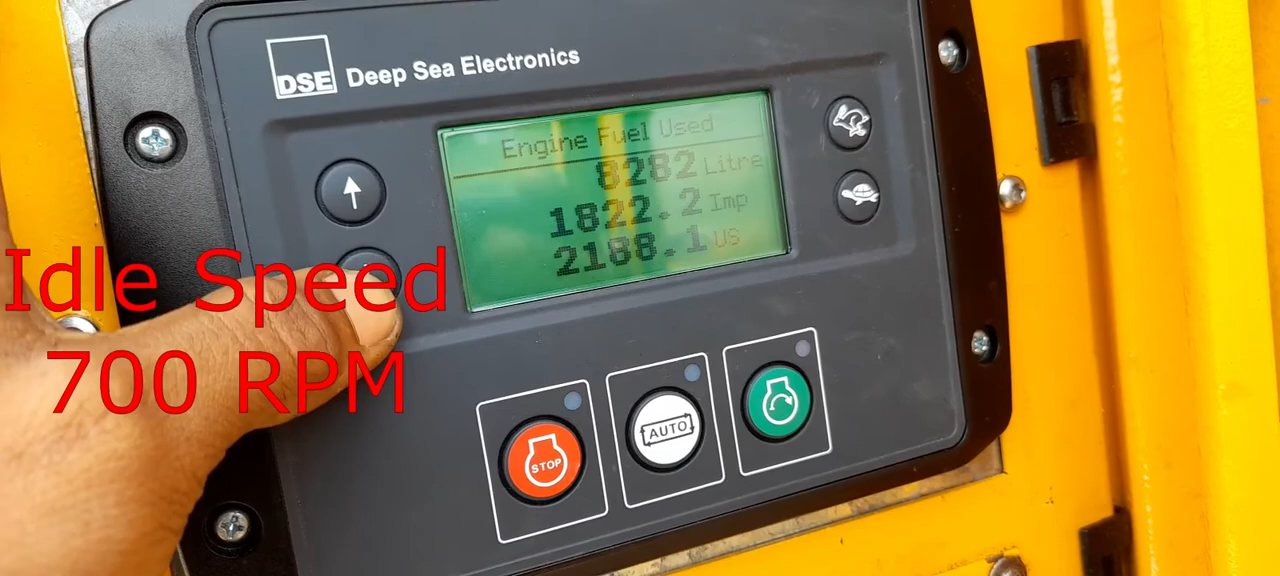 DSE Deep Sea Electronics
Engine Fuel Used
8282 Litre
1822.2 Imp
2188.1 US
Idle Speed
700 RPM
STOP
AUTO